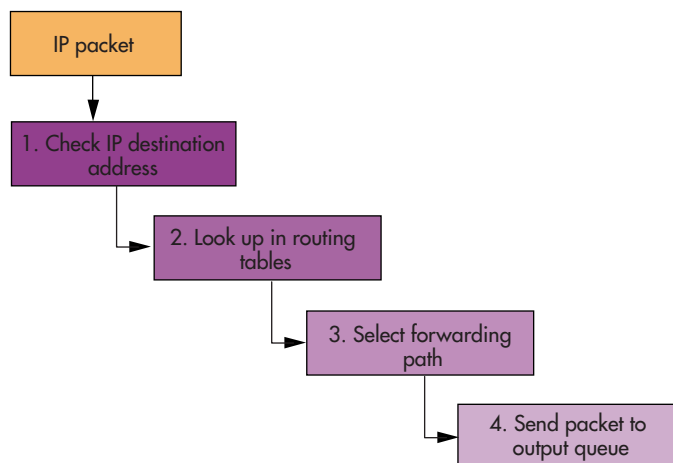 IP packet
1. Check IP destination
address
2. Look up in routing
tables
3. Select forwarding
path
4. Send packet to
output queue